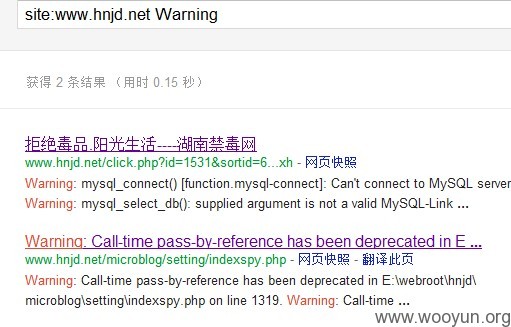 site:www.hnjd.net Warning
获得 2 条结果 （用时 0.15 秒）
拒绝毒品.阳光生活----湖南禁毒网
www.hnjd.net/click.php?id=1531&sortid=6...xh - 网页快照
Warning: mysql_connect() [function.mysql-connect]: Can't connect to MySQL server
Warning: mysql_select_db(): supplied argument is not a valid MySQL-Link ...
Warning: Call-time pass-by-reference has been deprecated in E ...
www.hnjd.net/microblog/setting/indexspy.php - 网页快照 - 翻译此页
Warning: Call-time pass-by-reference has been deprecated in E:\webroot\hnjd\
microblog\setting\indexspy.php on line 1319. Warning: Call-time ...
www.wooyun.org